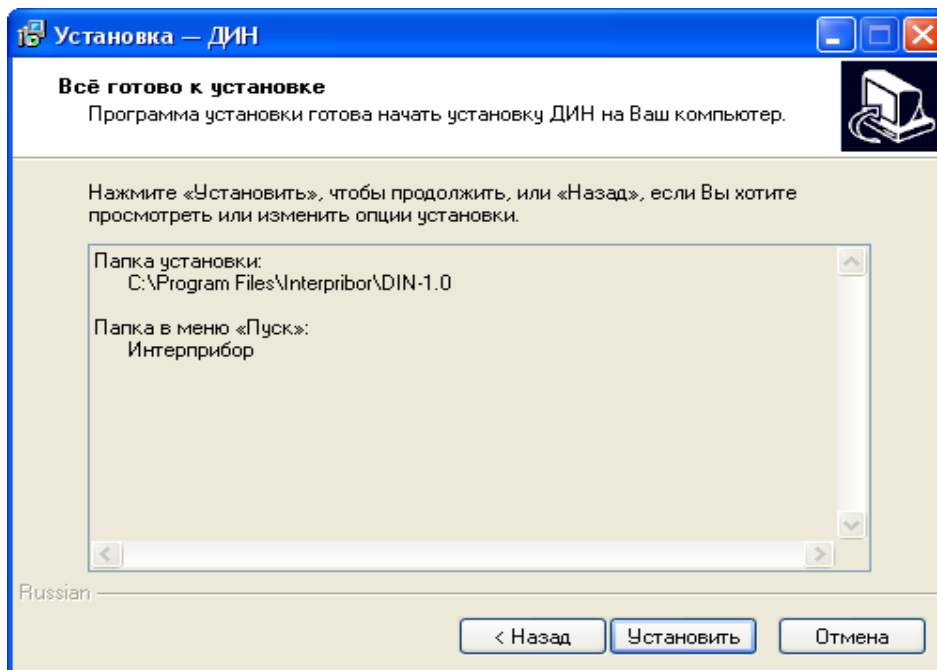 Установка — ДИН
Всё готово к установке
Программа установки готова начать установку ДИН на Ваш компьютер.
Нажмите «Установить», чтобы продолжить, или «Назад», если Вы хотите
просмотреть или изменить опции установки.
Папка установки:
C:\Program Files\Interpribor\DIN-1.0
Папка в меню «Пуск»:
Интерприбор
Russian
< Назад
Установить
Отмена